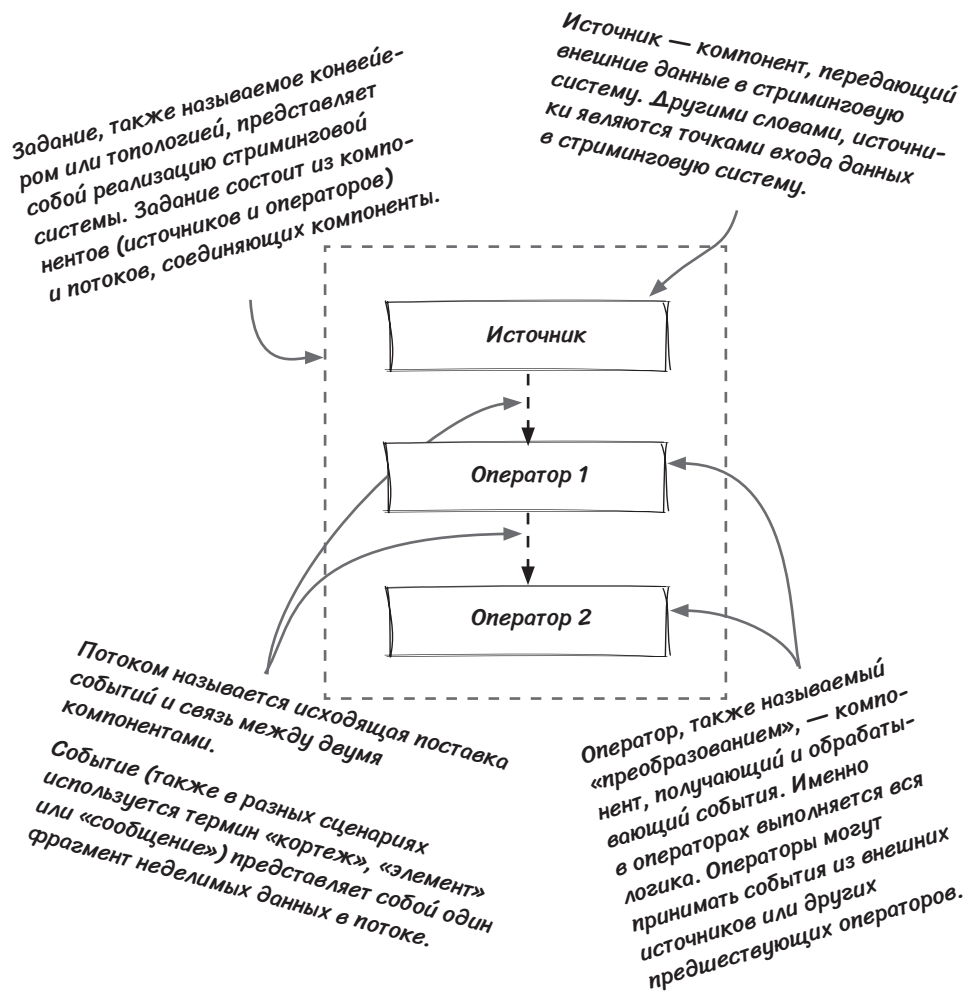 Задание, также называемое конвейе-
ром или топологией, представляет
собой реализацию стриминговой
системы. Задание состоит из компо-
нентов (источников и операторов)
и потоков, соединяющих компоненты.
Источник — компонент, передающий
внешние данные в стриминговую
систему. Другими словами, источни-
ки являются точками входа данных
в стриминговую систему.
Источник
Оператор 1
Оператор 2
Потоком называется исходящая поставка
событий и связь между двумя
компонентами.
Событие (также в разных сценариях
используется термин «кортеж», «элемент»
или «сообщение») представляет собой один
фрагмент неделимых данных в потоке.
Оператор, также называемый
«преобразованием», — компо-
нент, получающий и обрабаты-
вающий события. Именно
в операторах выполняется вся
логика. Операторы могут
принимать события из внешних
источников или других
предшествующих операторов.